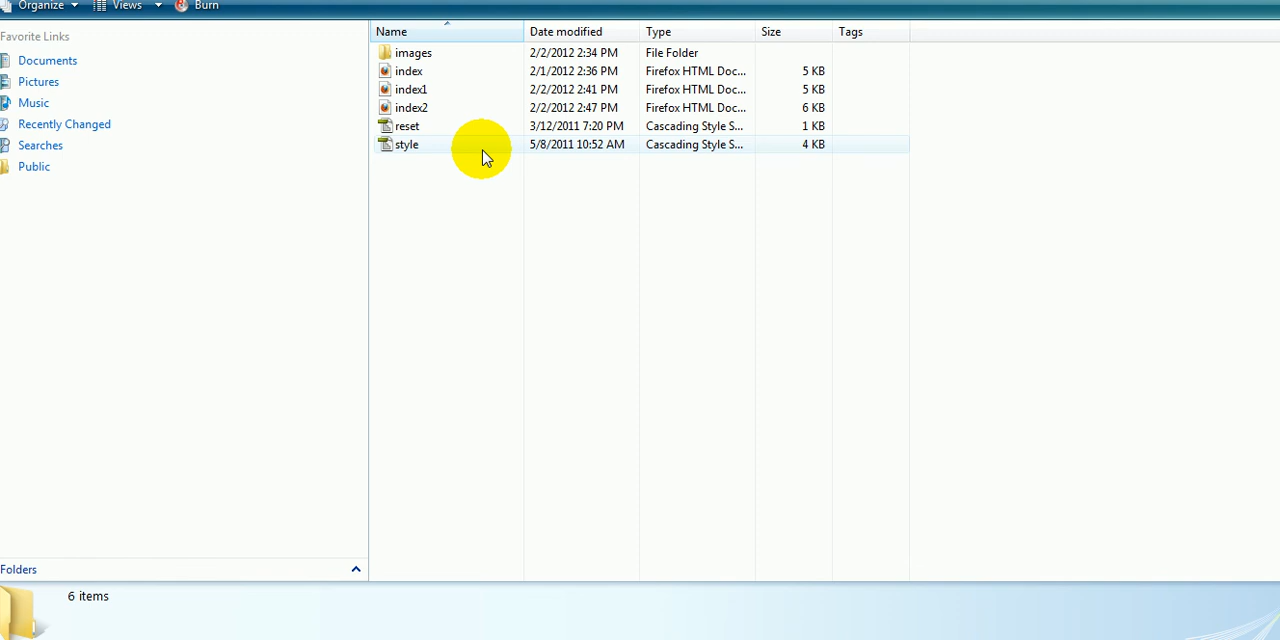 Organize Views Burn
Favorite Links
Documents
Pictures
Music
Recently Changed
Searches
Public
Folders
Name Date modified Type Size Tags
images 2/2/2012 2:34 PM File Folder
index 2/1/2012 2:36 PM Firefox HTML Doc... 5 KB
index1 2/2/2012 2:41 PM Firefox HTML Doc... 5 KB
index2 2/2/2012 2:47 PM Firefox HTML Doc... 6 KB
reset 3/12/2011 7:20 PM Cascading Style S... 1 KB
style 5/8/2011 10:52 AM Cascading Style S... 4 KB
6 items